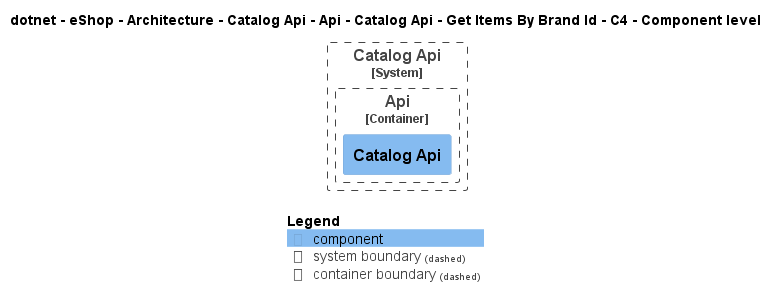 dotnet - eShop - Architecture - Catalog Api - Api - Catalog Api - Get Items By Brand Id - C4 - Component level
Catalog Api
[System]
Api
[Container]
Catalog Api
Legend
component
system boundary (dashed)
container boundary (dashed)